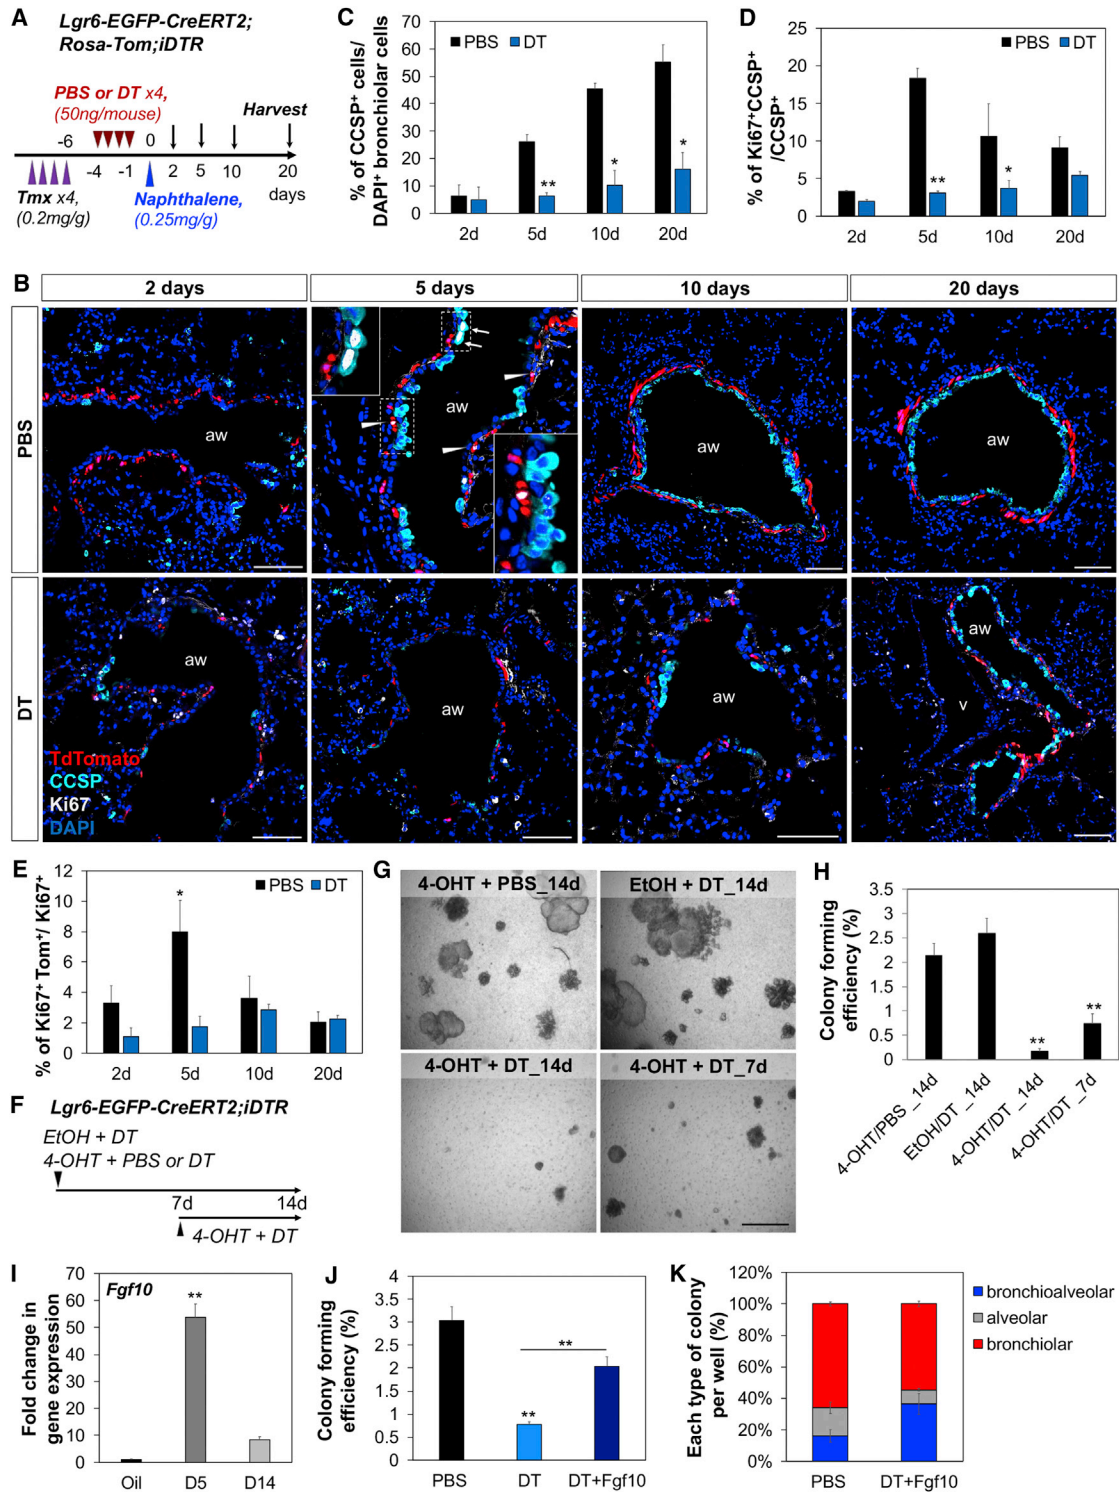 A
Lgr6-EGFP-CreERT2;
Rosa-Tom;iDTR
PBS or DT x4,
(50ng/mouse)
Harvest
-6
0
-4
-1
2
5
10
20
days
Tmx x4,
(0.2mg/g)
Naphthalene,
(0.25mg/g)
C
% of CCSP⁺ cells/
DAPI⁺ bronchiolar cells
70
60
50
40
30
20
10
0
PBS
DT
**
*
*
2d
5d
10d
20d
D
% of Ki67⁺CCSP⁺
/CCSP⁺
25
20
15
10
5
0
PBS
DT
**
*
2d
5d
10d
20d
B
2 days
5 days
10 days
20 days
PBS
aw
aw
aw
aw
DT
aw
aw
aw
aw
v
TdTomato
CCSP
Ki67
DAPI
E
% of Ki67⁺ Tom⁺/ Ki67⁺
12
10
8
6
4
2
0
PBS
DT
*
2d
5d
10d
20d
F
Lgr6-EGFP-CreERT2;iDTR
EtOH + DT
4-OHT + PBS or DT
7d
14d
4-OHT + DT
G
4-OHT + PBS_14d
EtOH + DT_14d
4-OHT + DT_14d
4-OHT + DT_7d
H
Colony forming
efficiency (%)
3.5
3
2.5
2
1.5
1
0.5
0
**
**
4-OHT/PBS_14d
EtOH/DT_14d
4-OHT/DT_14d
4-OHT/DT_7d
I
Fgf10
Fold change in
gene expression
70
60
50
40
30
20
10
0
**
Oil
D5
D14
J
Colony forming
efficiency (%)
4
3.5
3
2.5
2
1.5
1
0.5
0
**
**
PBS
DT
DT+Fgf10
K
Each type of colony
per well (%)
120%
100%
80%
60%
40%
20%
0%
PBS
DT+Fgf10
bronchioalveolar
alveolar
bronchiolar